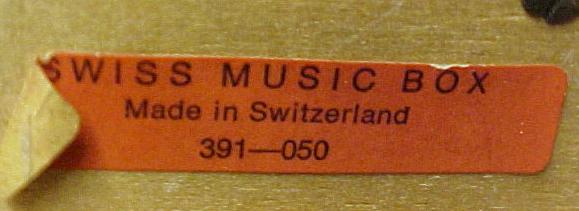 SWISS MUSIC BOX
Made in Switzerland
391—050